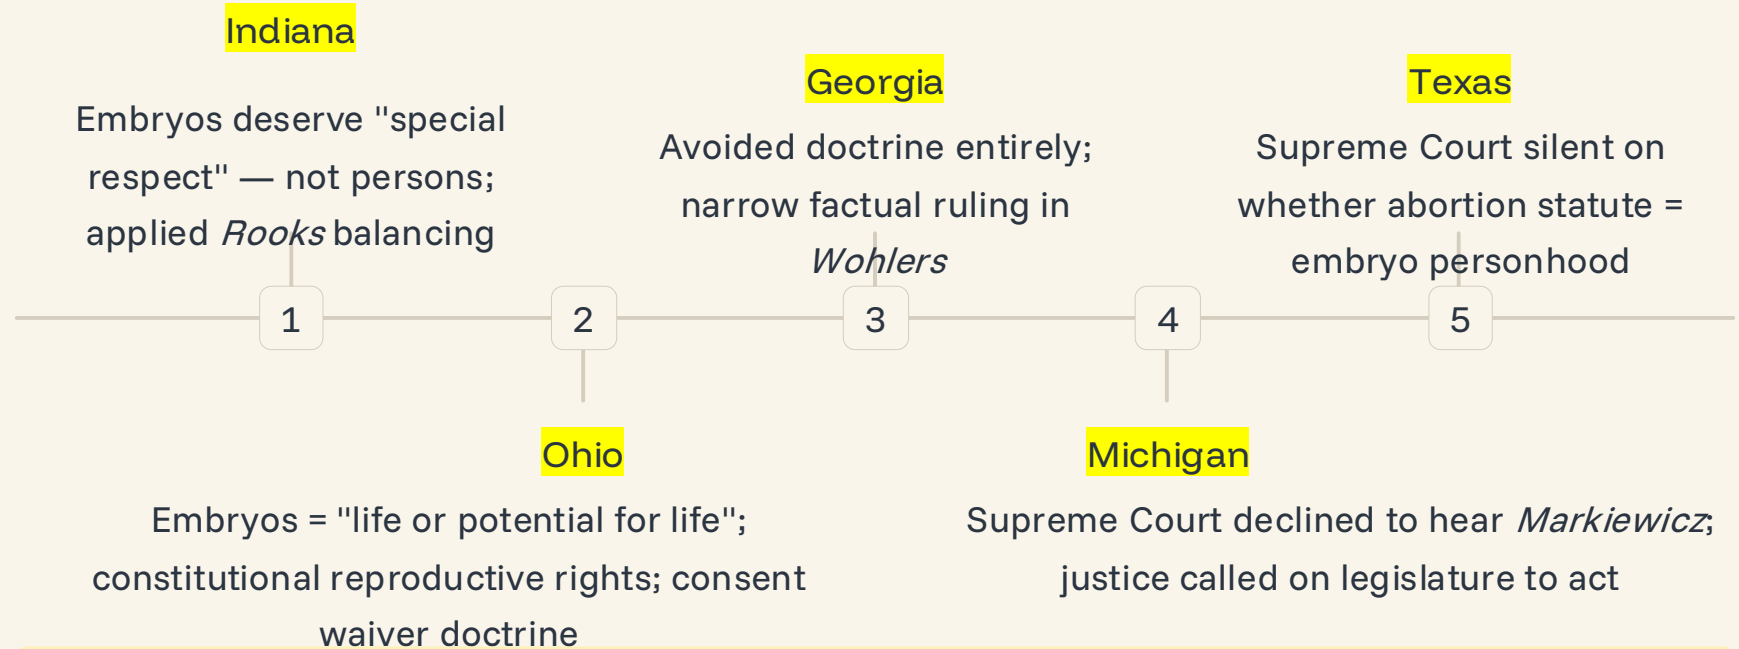 Indiana
Embryos deserve "special
respect" — not persons;
applied Rooks balancing
Georgia
Avoided doctrine entirely;
narrow factual ruling in
Wohlers
Texas
Supreme Court silent on
whether abortion statute =
embryo personhood
1
2
3
4
5
Ohio
Embryos = "life or potential for life";
constitutional reproductive rights; consent
waiver doctrine
Michigan
Supreme Court declined to hear Markiewicz;
justice called on legislature to act